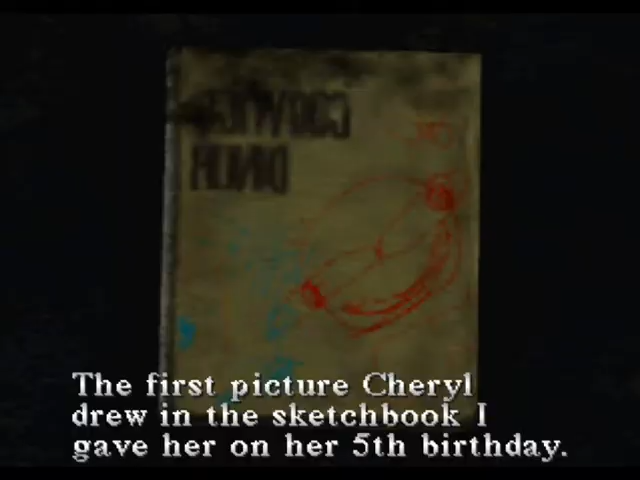 The first picture Cheryl
drew in the sketchbook I
gave her on her 5th birthday.